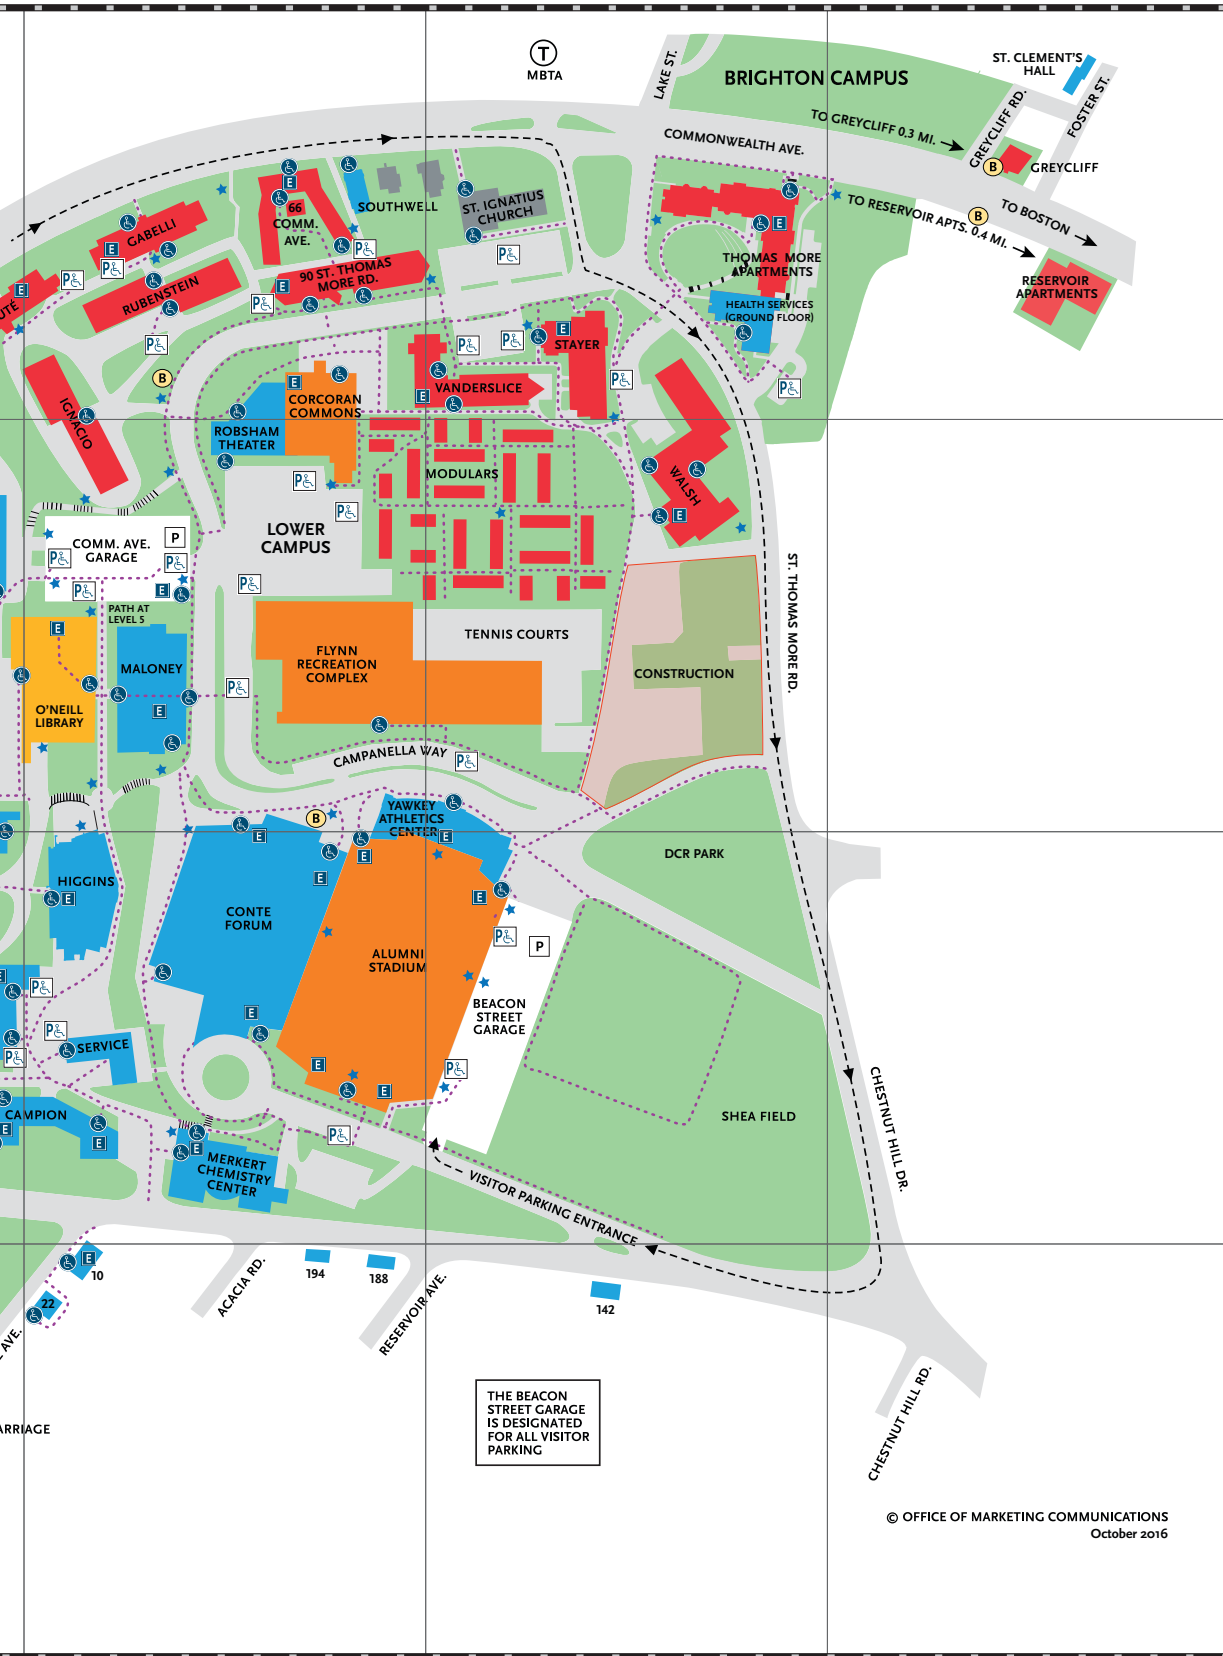 T
MBTA
LAKE ST.
BRIGHTON CAMPUS
ST. CLEMENT'S
HALL
FOSTER ST.
GREYCLIFF RD.
TO GREYCLIFF 0.3 MI.
COMMONWEALTH AVE.
B
GREYCLIFF
TO RESERVOIR APTS. 0.4 MI.
B
TO BOSTON
RESERVOIR
APARTMENTS
GABELLI
E
66
COMM.
AVE.
E
SOUTHWELL
ST. IGNATIUS
CHURCH
P
P
P
P
RUBENSTEIN
90 ST. THOMAS
MORE RD.
E
P
UTÉ
E
THOMAS MORE
APARTMENTS
E
HEALTH SERVICES
(GROUND FLOOR)
P
B
IGNACIO
P
E
CORCORAN
COMMONS
ROBSHAM
THEATER
E
VANDERSLICE
P
P
E
STAYER
P
P
MODULARS
WALSH
E
P
P
LOWER
CAMPUS
COMM. AVE.
GARAGE
P
P
P
P
E
P
PATH AT
LEVEL 5
E
O'NEILL
LIBRARY
MALONEY
E
P
FLYNN
RECREATION
COMPLEX
TENNIS COURTS
CONSTRUCTION
ST. THOMAS MORE RD.
CAMPANELLA WAY
P
B
YAWKEY
ATHLETICS
CENTER
E
E
E
E
E
DCR PARK
HIGGINS
E
CONTE
FORUM
E
ALUMNI
STADIUM
E
E
P
P
BEACON
STREET
GARAGE
P
E
P
P
P
SERVICE
CAMPION
E
E
E
MERKERT
CHEMISTRY
CENTER
P
SHEA FIELD
CHESTNUT HILL DR.
VISITOR PARKING ENTRANCE
E
10
22
AVE.
ACACIA RD.
194
188
RESERVOIR AVE.
142
CHESTNUT HILL RD.
THE BEACON
STREET GARAGE
IS DESIGNATED
FOR ALL VISITOR
PARKING
ARRIAGE
© OFFICE OF MARKETING COMMUNICATIONS
October 2016